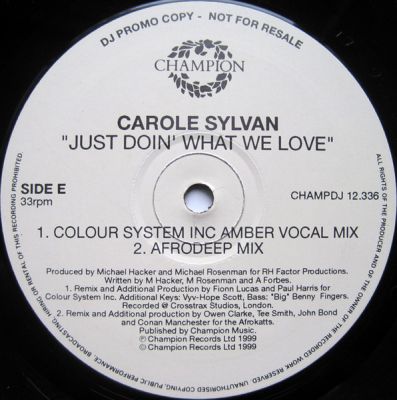 DJ PROMO COPY - NOT FOR RESALE
CHAMPION
CAROLE SYLVAN
"JUST DOIN' WHAT WE LOVE"
SIDE E
33rpm
CHAMPDJ 12.336
1. COLOUR SYSTEM INC AMBER VOCAL MIX
2. AFRODEEP MIX
Produced by Michael Hacker and Michael Rosenman for RH Factor Productions.
Written by M Hacker, M Rosenman and A Forbes.
1. Remix and Additional Production by Fionn Lucas and Paul Harris for
Colour System Inc. Additional Keys: Vyv-Hope Scott, Bass: "Big" Benny Fingers.
Recorded @ Crosstrax Studios, London.
2. Remix and additional production by Owen Clarke, Tee Smith, John Bond
and Conan Manchester for the Afrokatts.
Published by Champion Music.
Ⓟ Champion Records Ltd 1999
© Champion Records Ltd 1999
ALL RIGHTS OF THE PRODUCER AND OF THE OWNER OF THE RECORDED WORK RESERVED. UNAUTHORISED COPYING, PUBLIC PERFORMANCE, BROADCASTING, HIRING OR RENTAL OF THIS RECORDING PROHIBITED.